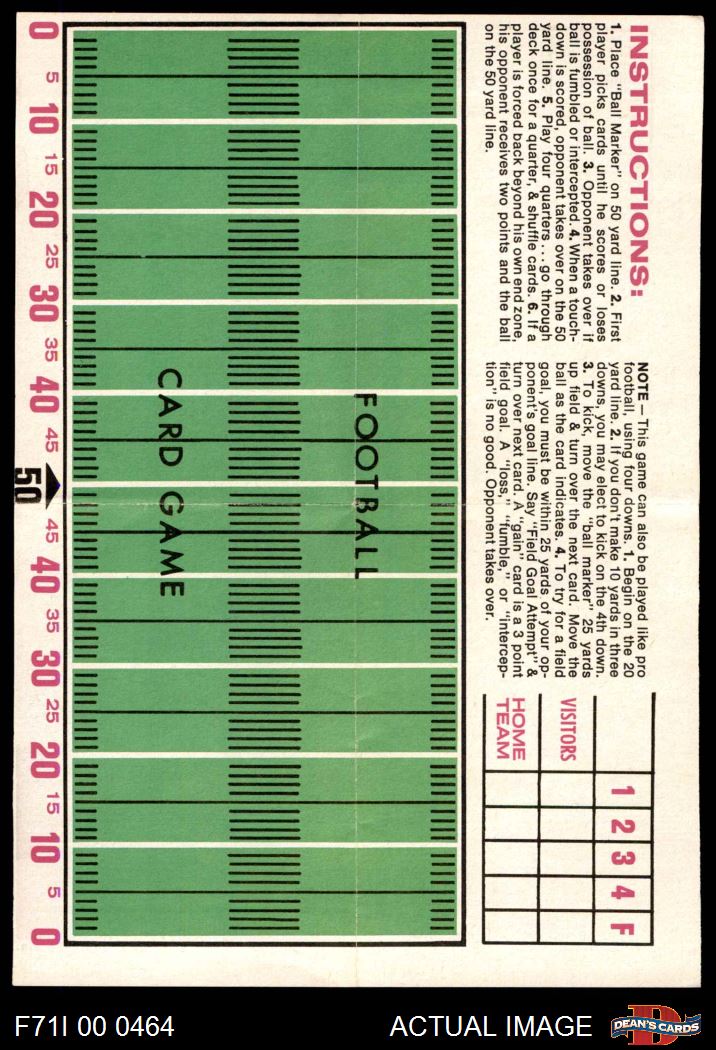 INSTRUCTIONS:
1. Place "Ball Marker" on 50 yard line. 2. First
player picks cards until he scores or loses
possession of ball. 3. Opponent takes over if
ball is fumbled or intercepted. 4. When a touch-
down is scored, opponent takes over on the 50
yard line. 5. Play four quarters...go through
deck once for a quarter, & shuffle cards. 6. If a
player is forced back beyond his own end zone,
his opponent receives two points and the ball
on the 50 yard line.
NOTE — This game can also be played like pro
football, using four downs. 1. Begin on the 20
yard line. 2. If you don't make 10 yards in three
downs, you may elect to kick on the 4th down.
3. To kick, move the "ball marker" 25 yards
up field & turn over the next card. Move the
ball as the card indicates. 4. To try for a field
goal, you must be within 25 yards of your op-
ponent's goal line. Say "Field Goal Attempt" &
turn over next card. A "gain" card is a 3 point
field goal. A "loss," "fumble," or "intercep-
tion" is no good. Opponent takes over.
1 2 3 4 F
VISITORS
HOME
TEAM
FOOTBALL
CARD GAME
0 5 10 15 20 25 30 35 40 45 50 45 40 35 30 25 20 15 10 5 0
F71I 00 0464
ACTUAL IMAGE
D
DEAN'S CARDS